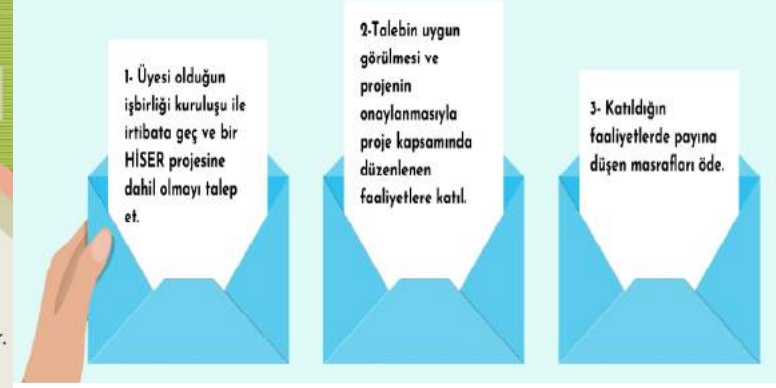 1- Üyesi olduğun
işbirliği kuruluşu ile
irtibata geç ve bir
HİSER projesine
dahil olmayı talep
et.
2-Talebin uygun
görülmesi ve
projenin
onaylanmasıyla
proje kapsamında
düzenlenen
faaliyetlere katıl.
3- Katıldığın
faaliyetlerde payına
düşen masrafları öde.